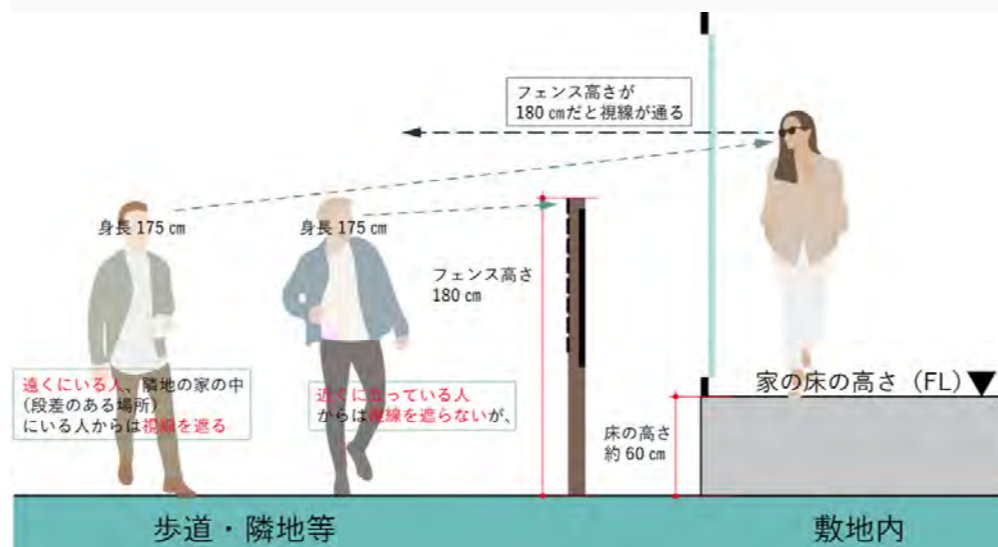 フェンス高さが
180 ㎝だと視線が通る
身長 175 ㎝
身長 175 ㎝
フェンス高さ
180 ㎝
遠くにいる人、隣地の家の中
(段差のある場所)
にいる人からは視線を遮る
近くに立っている人
からは視線を遮らないが、
家の床の高さ（FL）
床の高さ
約 60 ㎝
歩道・隣地等
敷地内